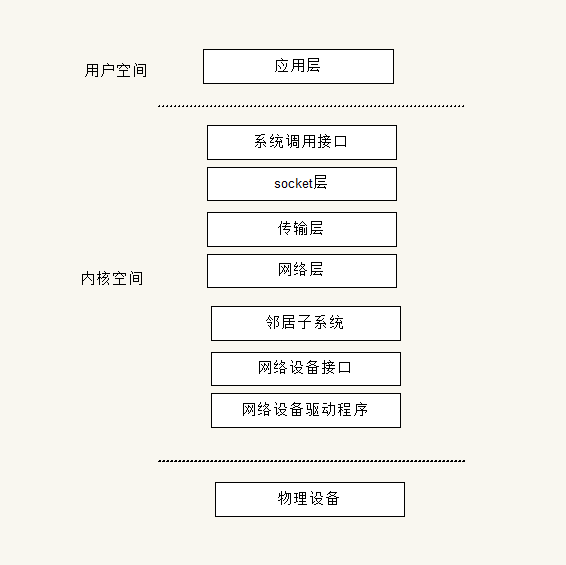 用户空间
应用层
系统调用接口
socket层
传输层
网络层
内核空间
邻居子系统
网络设备接口
网络设备驱动程序
物理设备